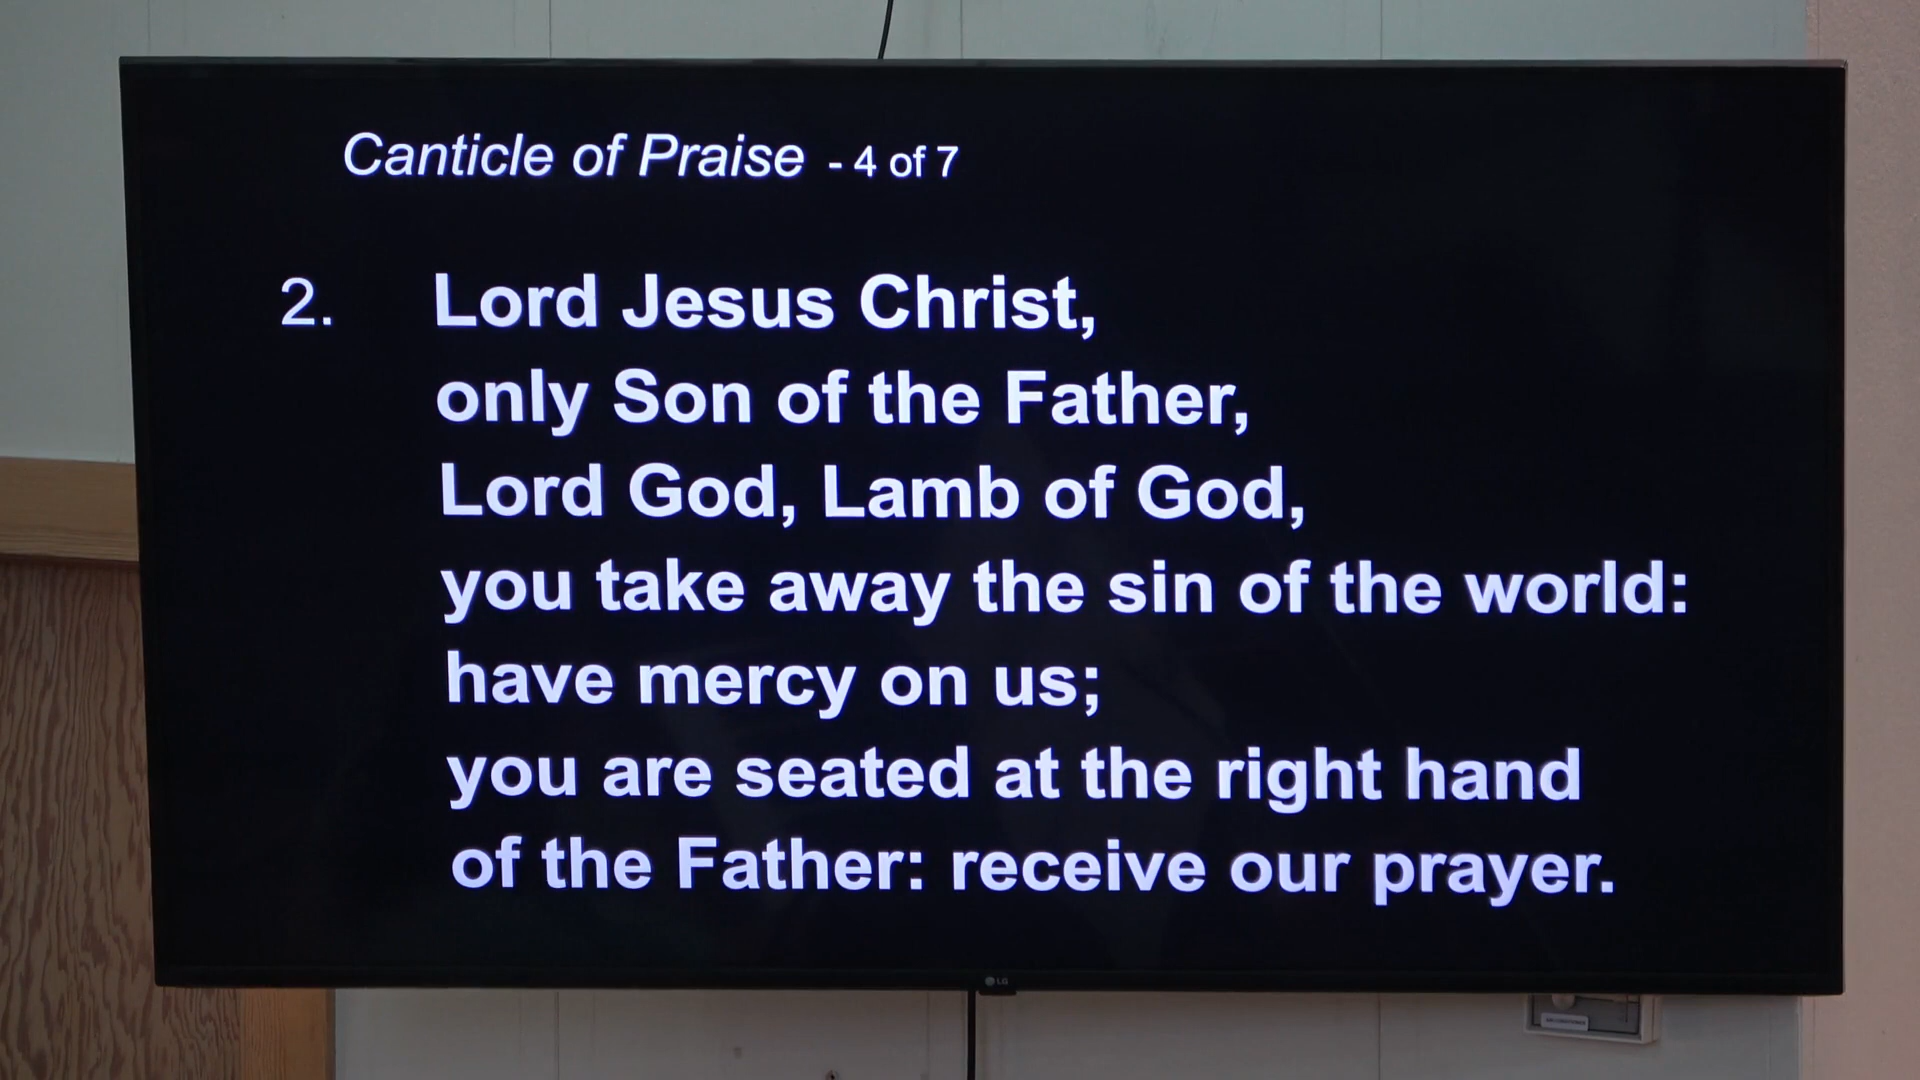 Canticle of Praise - 4 of 7
2. Lord Jesus Christ,
only Son of the Father,
Lord God, Lamb of God,
you take away the sin of the world:
have mercy on us;
you are seated at the right hand
of the Father: receive our prayer.
LG